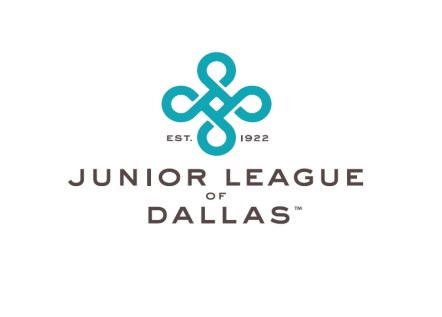 EST. 1922
JUNIOR LEAGUE
OF
DALLAS™